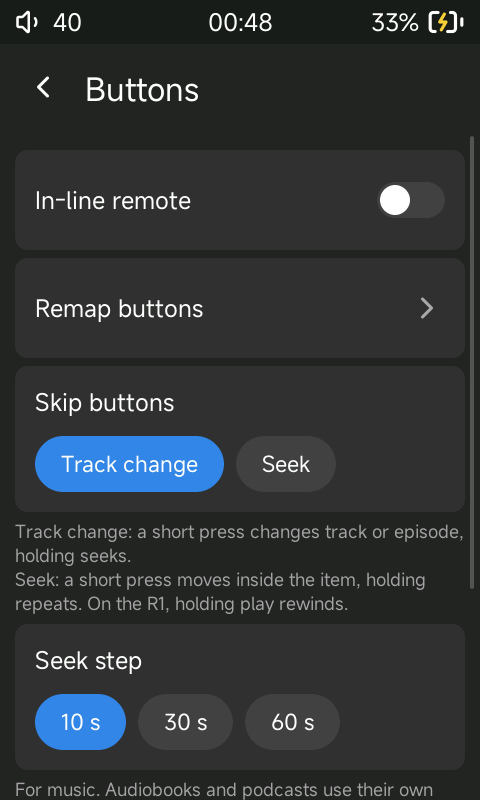 40 00:48 33%
Buttons
In-line remote
Remap buttons
Skip buttons
Track change Seek
Track change: a short press changes track or episode,
holding seeks.
Seek: a short press moves inside the item, holding
repeats. On the R1, holding play rewinds.
Seek step
10 s 30 s 60 s
For music. Audiobooks and podcasts use their own